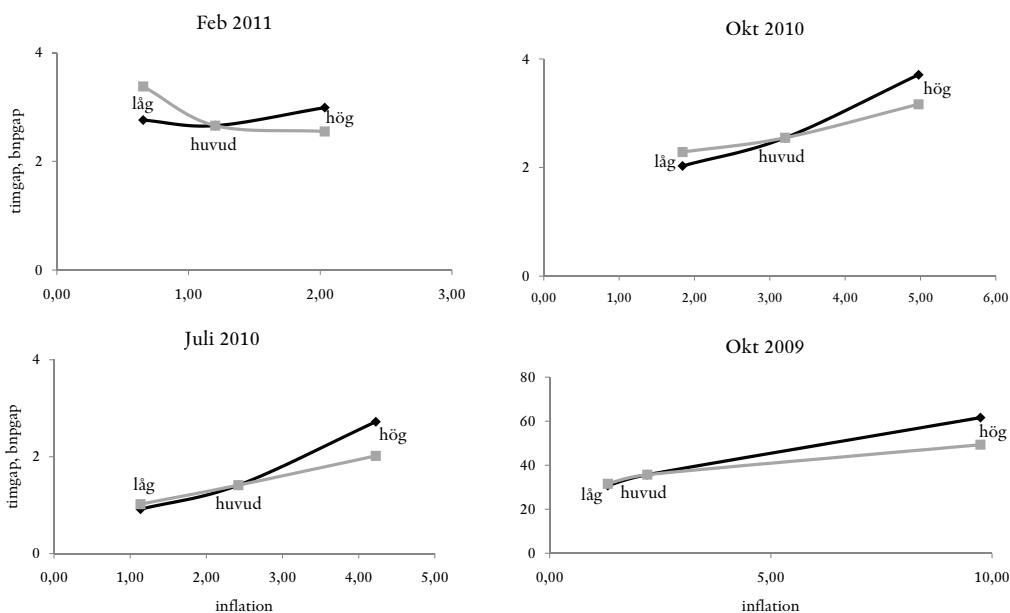 Feb 2011
4
2
0
timgap, bnpgap
låg
huvud
hög
0,00 1,00 2,00 3,00
Okt 2010
4
2
0
låg
huvud
hög
0,00 1,00 2,00 3,00 4,00 5,00 6,00
Juli 2010
4
2
0
timgap, bnpgap
låg
huvud
hög
0,00 1,00 2,00 3,00 4,00 5,00
inflation
Okt 2009
80
60
40
20
0
låg
huvud
hög
0,00 5,00 10,00
inflation